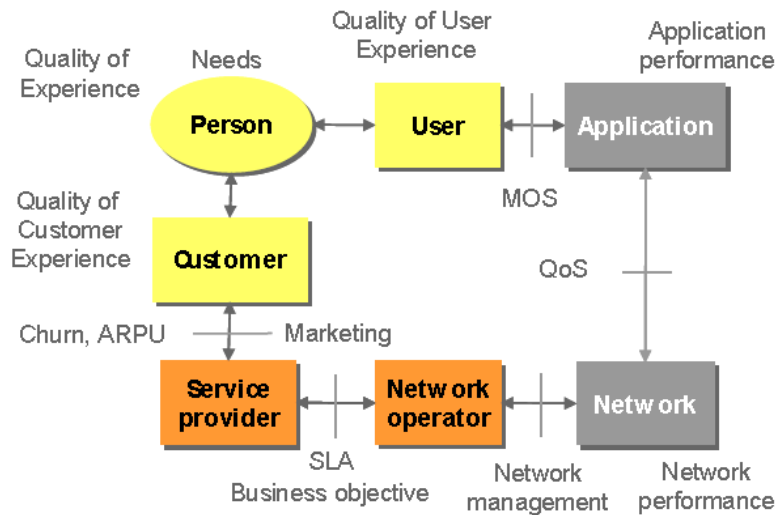 Quality of User
Experience
Application
performance
Quality of
Experience
Needs
Person
User
Application
MOS
Quality of
Customer
Experience
Customer
QoS
Churn, ARPU
Marketing
Service
provider
Network
operator
Network
SLA
Business objective
Network
management
Network
performance